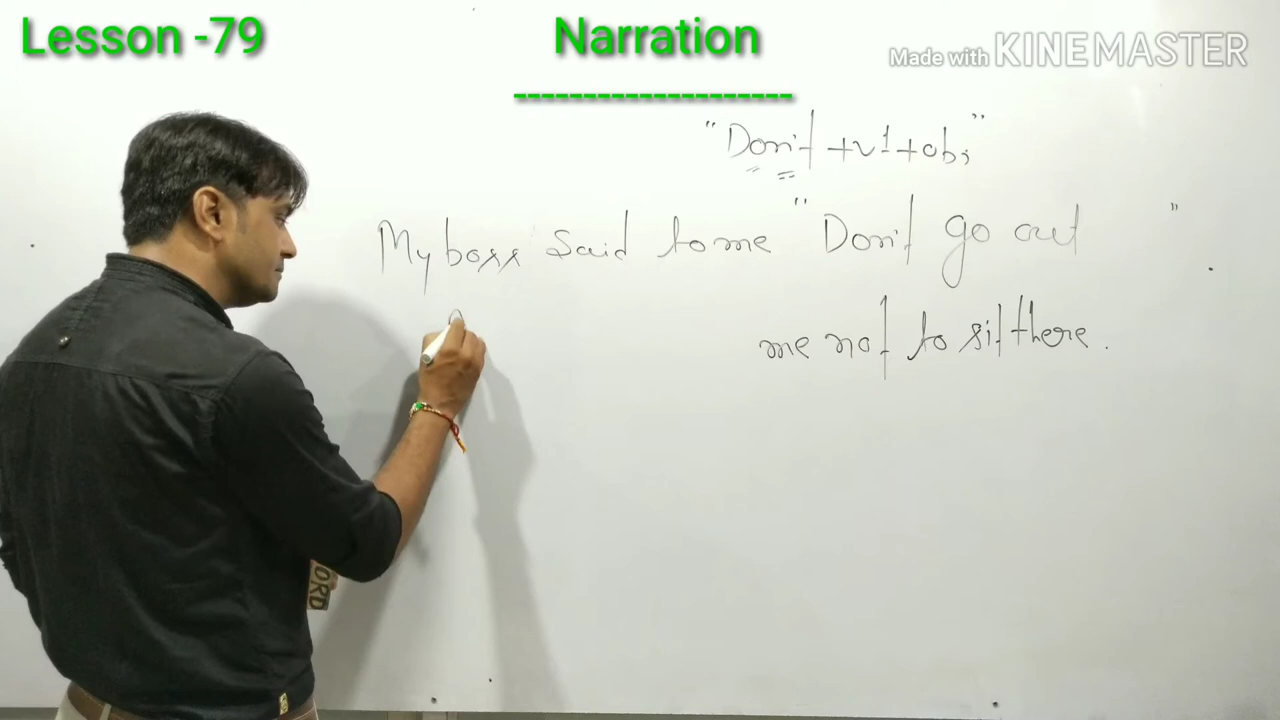 Lesson -79 Narration
Made with KINEMASTER
"Don't + v1 + obj"
My boss said to me "Don't go out "
me not to sit there.
ORD